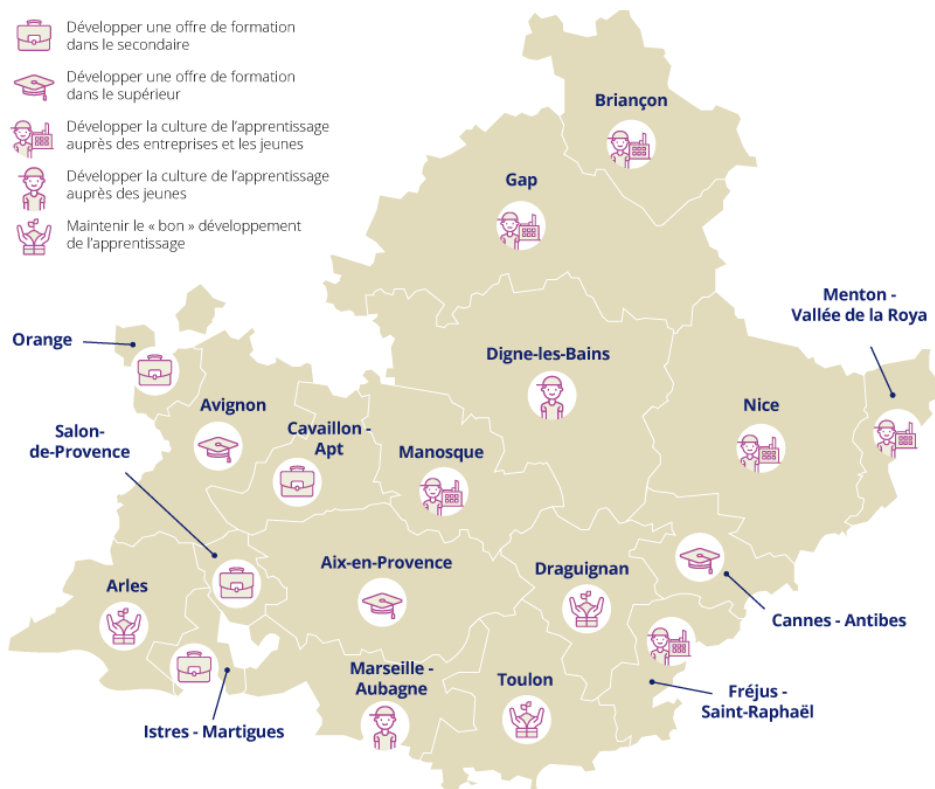 Développer une offre de formation
dans le secondaire
Développer une offre de formation
dans le supérieur
Développer la culture de l'apprentissage
auprès des entreprises et les jeunes
Développer la culture de l'apprentissage
auprès des jeunes
Maintenir le « bon » développement
de l'apprentissage
Briançon
Gap
Menton -
Vallée de la Roya
Orange
Digne-les-Bains
Avignon
Nice
Cavaillon -
Apt
Salon-
de-Provence
Manosque
Aix-en-Provence
Draguignan
Arles
Cannes - Antibes
Marseille -
Aubagne
Toulon
Fréjus -
Saint-Raphaël
Istres - Martigues